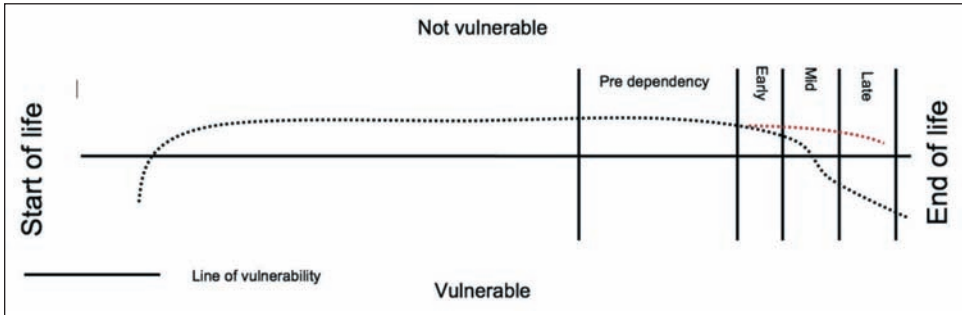 Not vulnerable
Start of life
Pre dependency
Early
Mid
Late
End of life
Line of vulnerability
Vulnerable